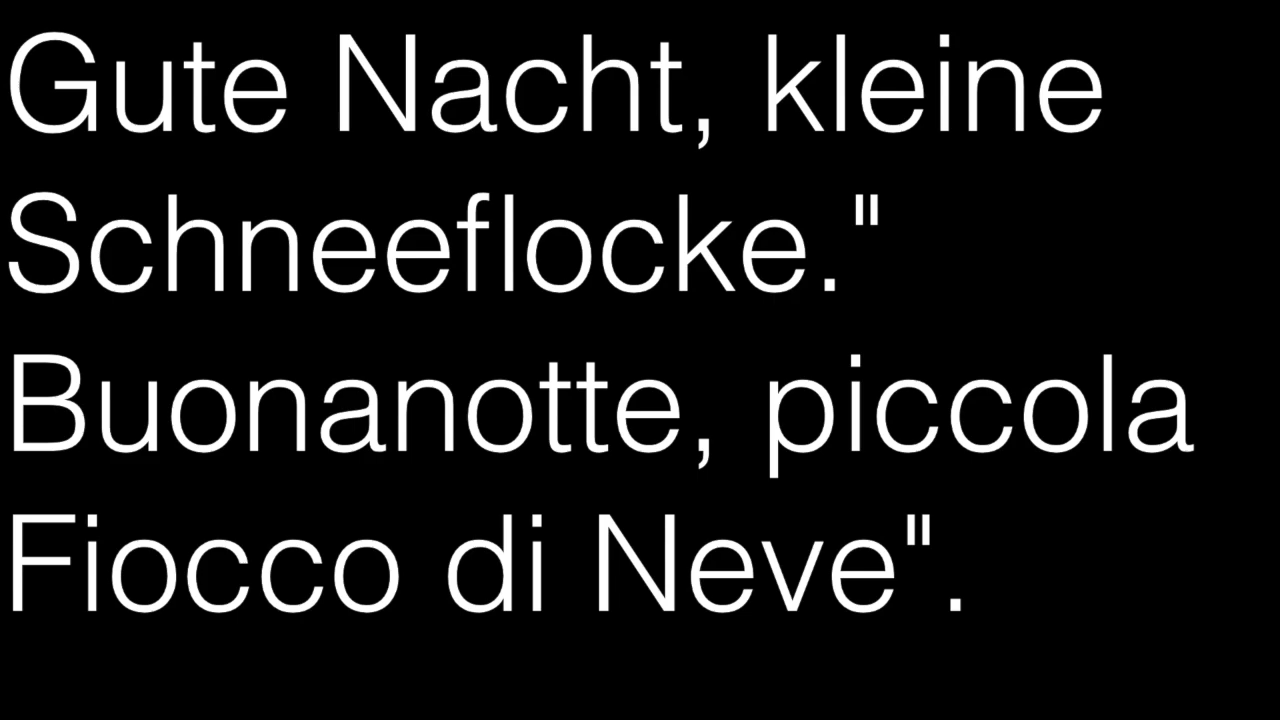 Gute Nacht, kleine
Schneeflocke."
Buonanotte, piccola
Fiocco di Neve".